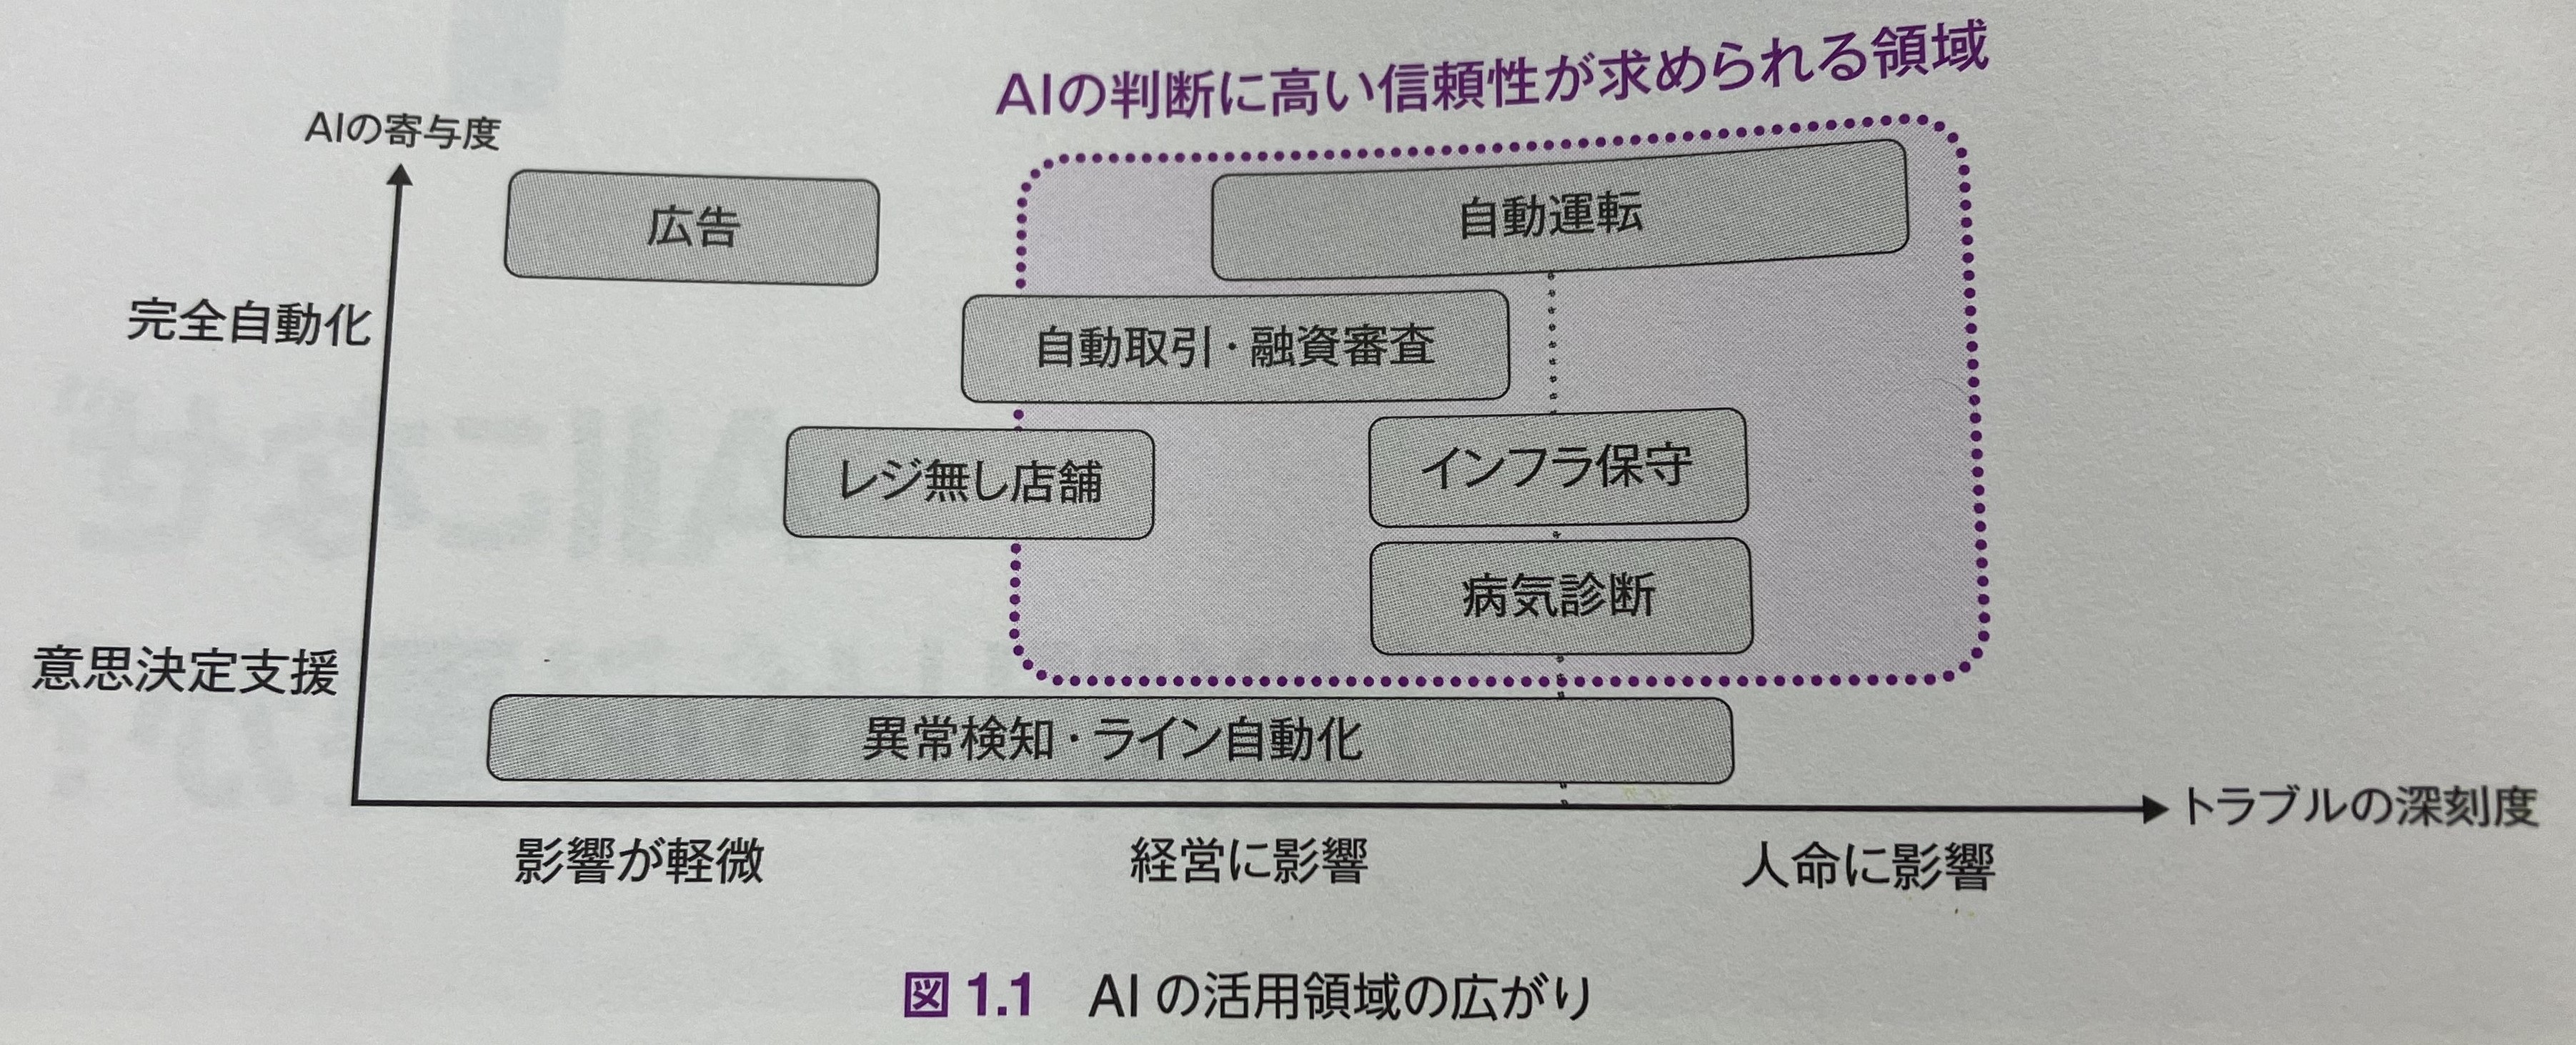 AIの判断に高い信頼性が求められる領域
AIの寄与度
広告
自動運転
完全自動化
自動取引・融資審査
レジ無し店舗
インフラ保守
病気診断
意思決定支援
異常検知・ライン自動化
トラブルの深刻度
影響が軽微
経営に影響
人命に影響
図 1.1 AI の活用領域の広がり